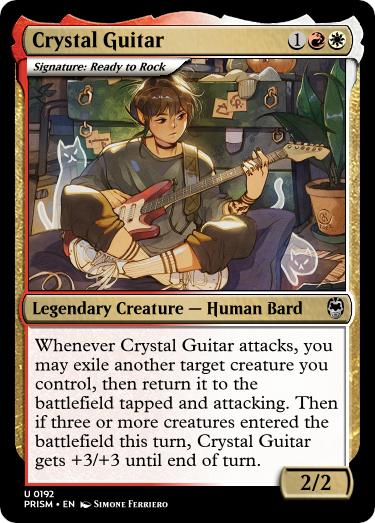 Crystal Guitar 1
Signature: Ready to Rock
Legendary Creature — Human Bard
Whenever Crystal Guitar attacks, you
may exile another target creature you
control, then return it to the
battlefield tapped and attacking. Then
if three or more creatures entered the
battlefield this turn, Crystal Guitar
gets +3/+3 until end of turn.
2/2
U 0192
PRISM • EN Simone Ferriero